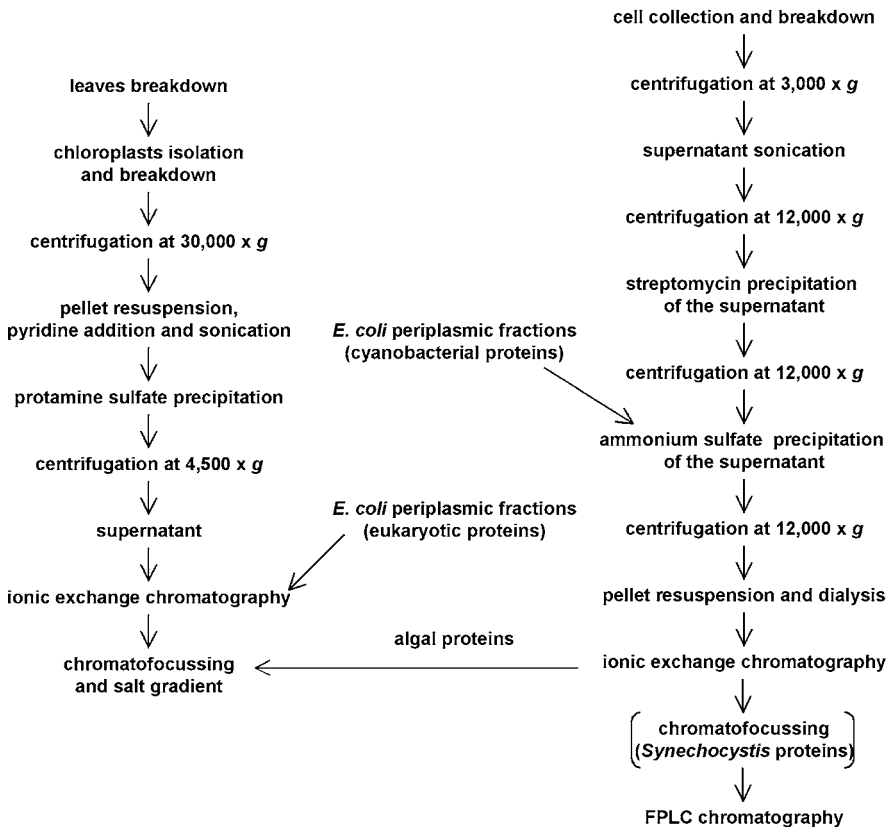 leaves breakdown
chloroplasts isolation
and breakdown
centrifugation at 30,000 x g
pellet resuspension,
pyridine addition and sonication
protamine sulfate precipitation
centrifugation at 4,500 x g
supernatant
ionic exchange chromatography
chromatofocussing
and salt gradient
E. coli periplasmic fractions
(cyanobacterial proteins)
E. coli periplasmic fractions
(eukaryotic proteins)
algal proteins
cell collection and breakdown
centrifugation at 3,000 x g
supernatant sonication
centrifugation at 12,000 x g
streptomycin precipitation
of the supernatant
centrifugation at 12,000 x g
ammonium sulfate precipitation
of the supernatant
centrifugation at 12,000 x g
pellet resuspension and dialysis
ionic exchange chromatography
chromatofocussing
(Synechocystis proteins)
FPLC chromatography